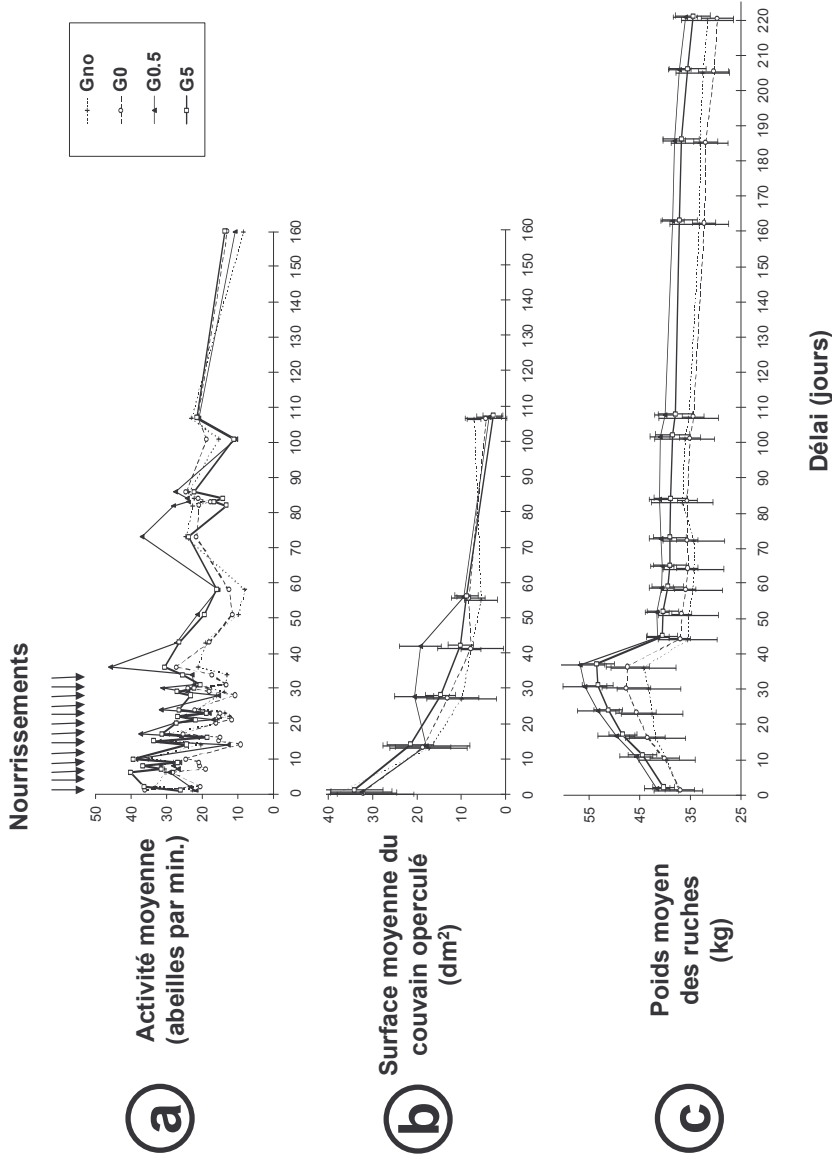 Nourrissements
Gno
G0
G0.5
G5
a
Activité moyenne
(abeilles par min.)
50
40
30
20
10
0
0 10 20 30 40 50 60 70 80 90 100 110 120 130 140 150 160
b
Surface moyenne du
couvain operculé
(dm²)
40
30
20
10
0
0 10 20 30 40 50 60 70 80 90 100 110 120 130 140 150 160
c
Poids moyen
des ruches
(kg)
55
45
35
25
0 10 20 30 40 50 60 70 80 90 100 110 120 130 140 150 160 170 180 190 200 210 220
Délai (jours)